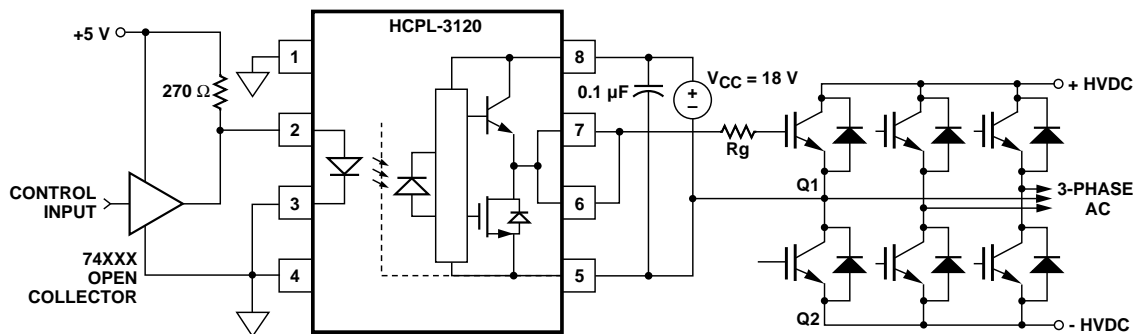 HCPL-3120
+5 V
270 Ω
1
2
3
4
8
7
6
5
CONTROL
INPUT
74XXX
OPEN
COLLECTOR
0.1 µF
+
–
VCC = 18 V
Rg
+ HVDC
Q1
3-PHASE
AC
Q2
- HVDC